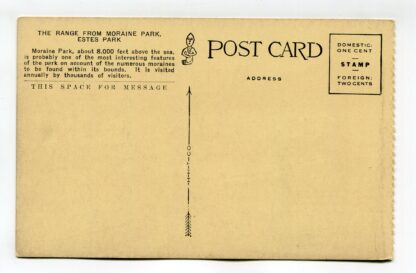 THE RANGE FROM MORAINE PARK,
ESTES PARK
Moraine Park, about 8,000 feet above the sea,
is probably one of the most interesting features
of the park on account of the numerous moraines
to be found within its bounds. It is visited
annually by thousands of visitors.
THIS SPACE FOR MESSAGE
POST CARD
ADDRESS
DOMESTIC:
ONE CENT
STAMP
FOREIGN:
TWO CENTS